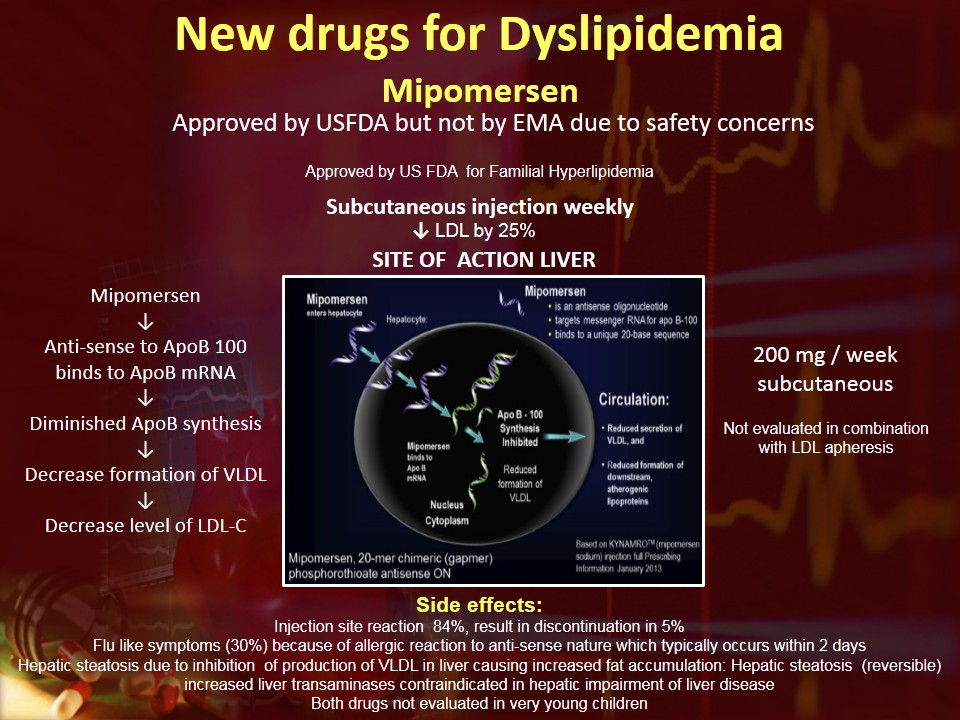 New drugs for Dyslipidemia
Mipomersen
Approved by USFDA but not by EMA due to safety concerns
Approved by US FDA for Familial Hyperlipidemia
Subcutaneous injection weekly
↓ LDL by 25%
SITE OF ACTION LIVER
Mipomersen
↓
Anti-sense to ApoB 100
binds to ApoB mRNA
↓
Diminished ApoB synthesis
↓
Decrease formation of VLDL
↓
Decrease level of LDL-C
Mipomersen
enters hepatocyte
Hepatocyte:
Mipomersen
• is an antisense oligonucleotide
• targets messenger RNA for apo B-100
• binds to a unique 20-base sequence
Mipomersen
binds to
Apo B
mRNA
Apo B - 100
Synthesis
Inhibited
Reduced
formation
of VLDL
Nucleus
Cytoplasm
Circulation:
• Reduced secretion of
VLDL, and
• Reduced formation of
downstream,
atherogenic
lipoproteins
Mipomersen, 20-mer chimeric (gapmer)
phosphorothioate antisense ON
Based on KYNAMRO™ (mipomersen
sodium) injection full Prescribing
Information. January 2013.
200 mg / week
subcutaneous
Not evaluated in combination
with LDL apheresis
Side effects:
Injection site reaction 84%, result in discontinuation in 5%
Flu like symptoms (30%) because of allergic reaction to anti-sense nature which typically occurs within 2 days
Hepatic steatosis due to inhibition of production of VLDL in liver causing increased fat accumulation: Hepatic steatosis (reversible)
increased liver transaminases contraindicated in hepatic impairment of liver disease
Both drugs not evaluated in very young children